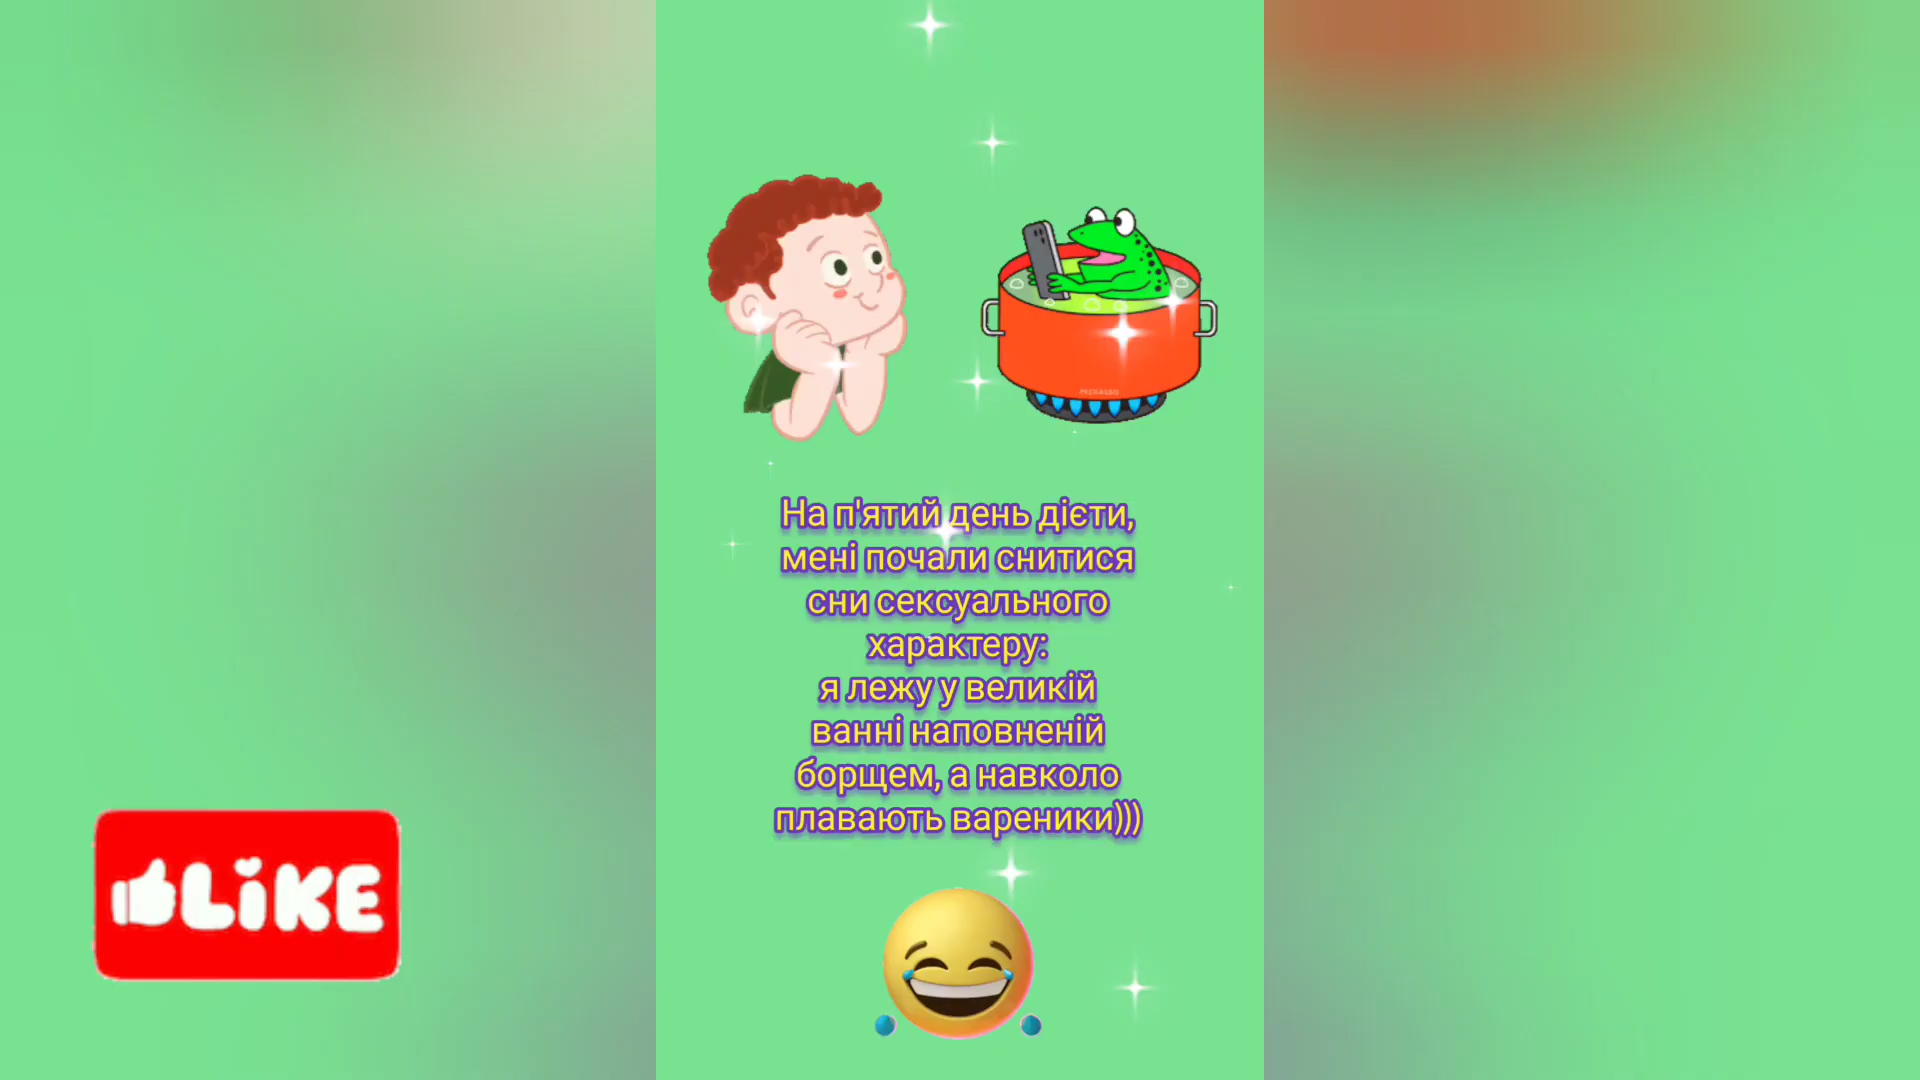 На п'ятий день дієти,
мені почали снитися
сни сексуального
характеру:
я лежу у великій
ванні наповненій
борщем, а навколо
плавають вареники)))
LiKE